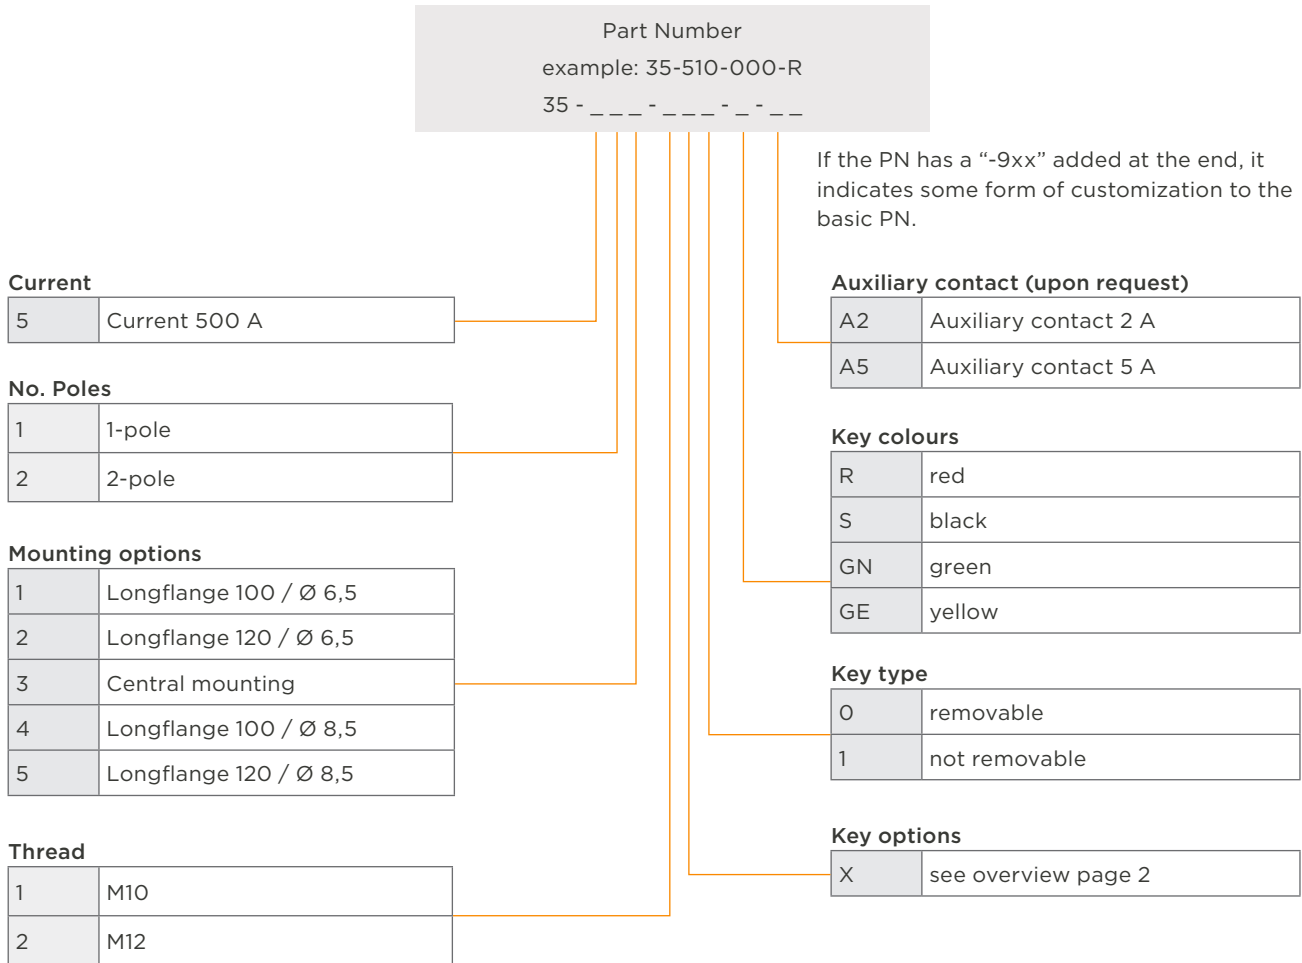 Part Number
example: 35-510-000-R
35 - _ _ _ - _ _ _ - _ - _ _
If the PN has a “-9xx” added at the end, it
indicates some form of customization to the
basic PN.
Current
5 Current 500 A
No. Poles
1 1-pole
2 2-pole
Mounting options
1 Longflange 100 / Ø 6,5
2 Longflange 120 / Ø 6,5
3 Central mounting
4 Longflange 100 / Ø 8,5
5 Longflange 120 / Ø 8,5
Thread
1 M10
2 M12
Auxiliary contact (upon request)
A2 Auxiliary contact 2 A
A5 Auxiliary contact 5 A
Key colours
R red
S black
GN green
GE yellow
Key type
0 removable
1 not removable
Key options
X see overview page 2